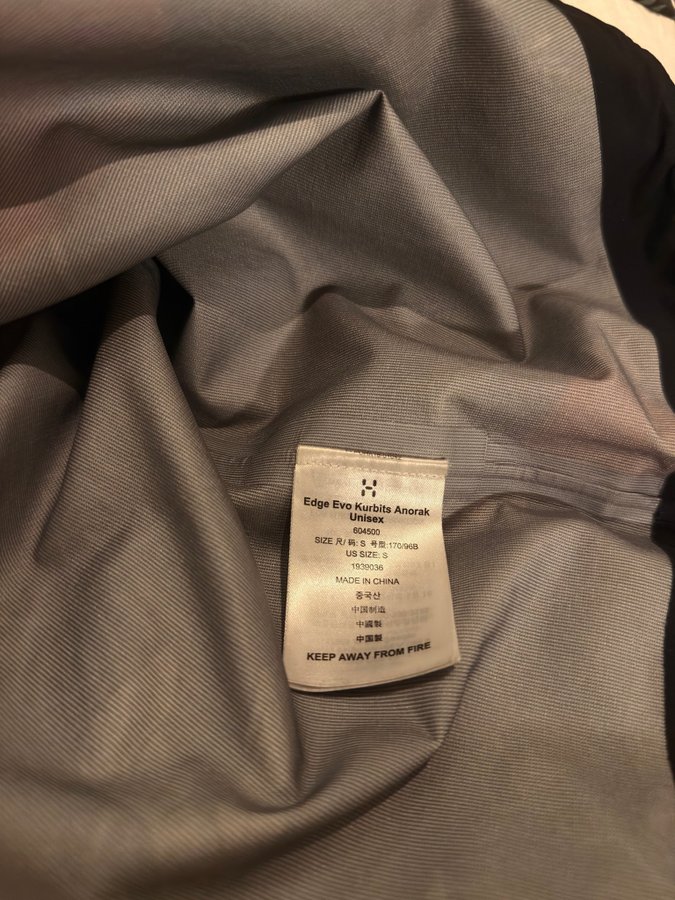 Edge Evo Kurbits Anorak
Unisex
604500
SIZE 尺/ 码: S 号型:170/96B
US SIZE: S
1939036
MADE IN CHINA
중국산
中国制造
中國製
中国製
KEEP AWAY FROM FIRE